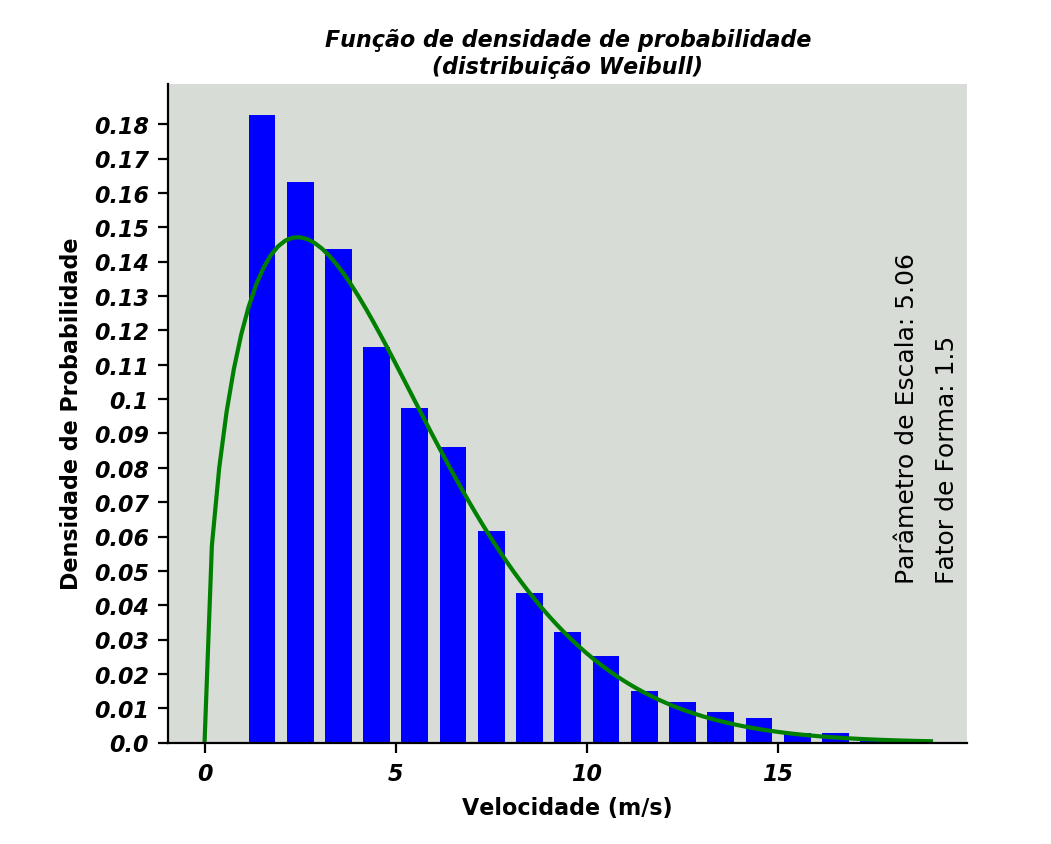 Função de densidade de probabilidade
(distribuição Weibull)
0.18
0.17
0.16
0.15
0.14
0.13
0.12
0.11
0.1
0.09
0.08
0.07
0.06
0.05
0.04
0.03
0.02
0.01
0.0
Densidade de Probabilidade
Parâmetro de Escala: 5.06
Fator de Forma: 1.5
0 5 10 15
Velocidade (m/s)